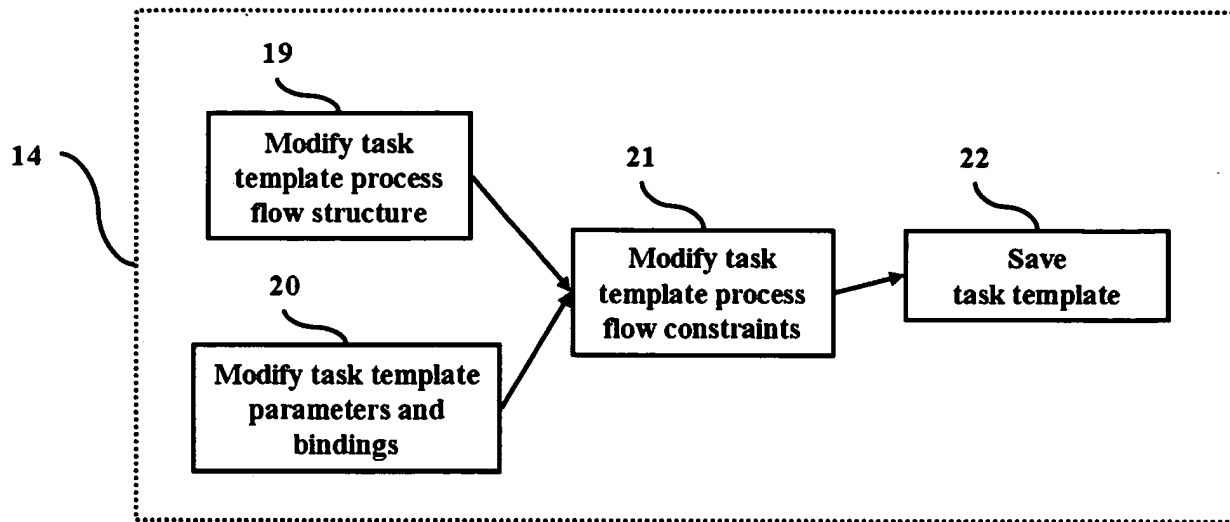 19
Modify task
template process
flow structure
14
20
Modify task template
parameters and
bindings
21
Modify task
template process
flow constraints
22
Save
task template